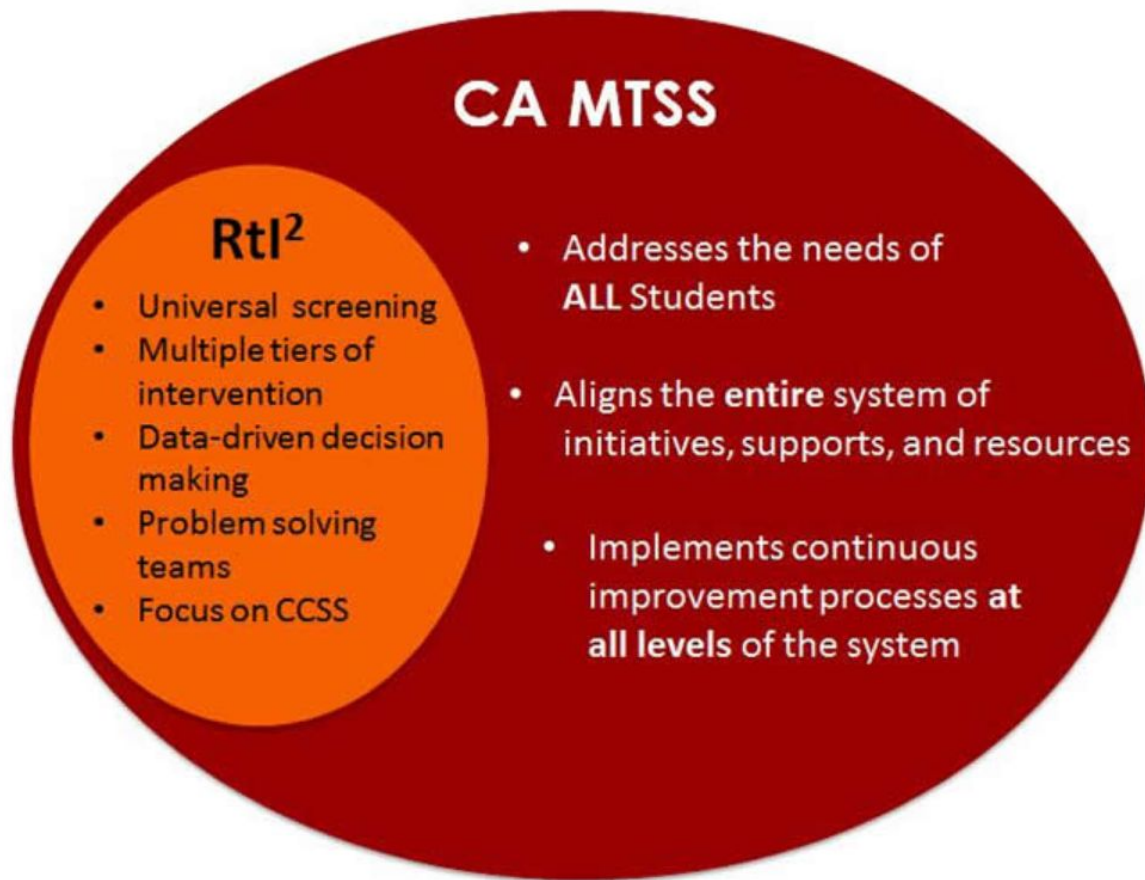 CA MTSS
RtI²
• Universal screening
• Multiple tiers of
intervention
• Data-driven decision
making
• Problem solving
teams
• Focus on CCSS
• Addresses the needs of
ALL Students
• Aligns the entire system of
initiatives, supports, and resources
• Implements continuous
improvement processes at
all levels of the system